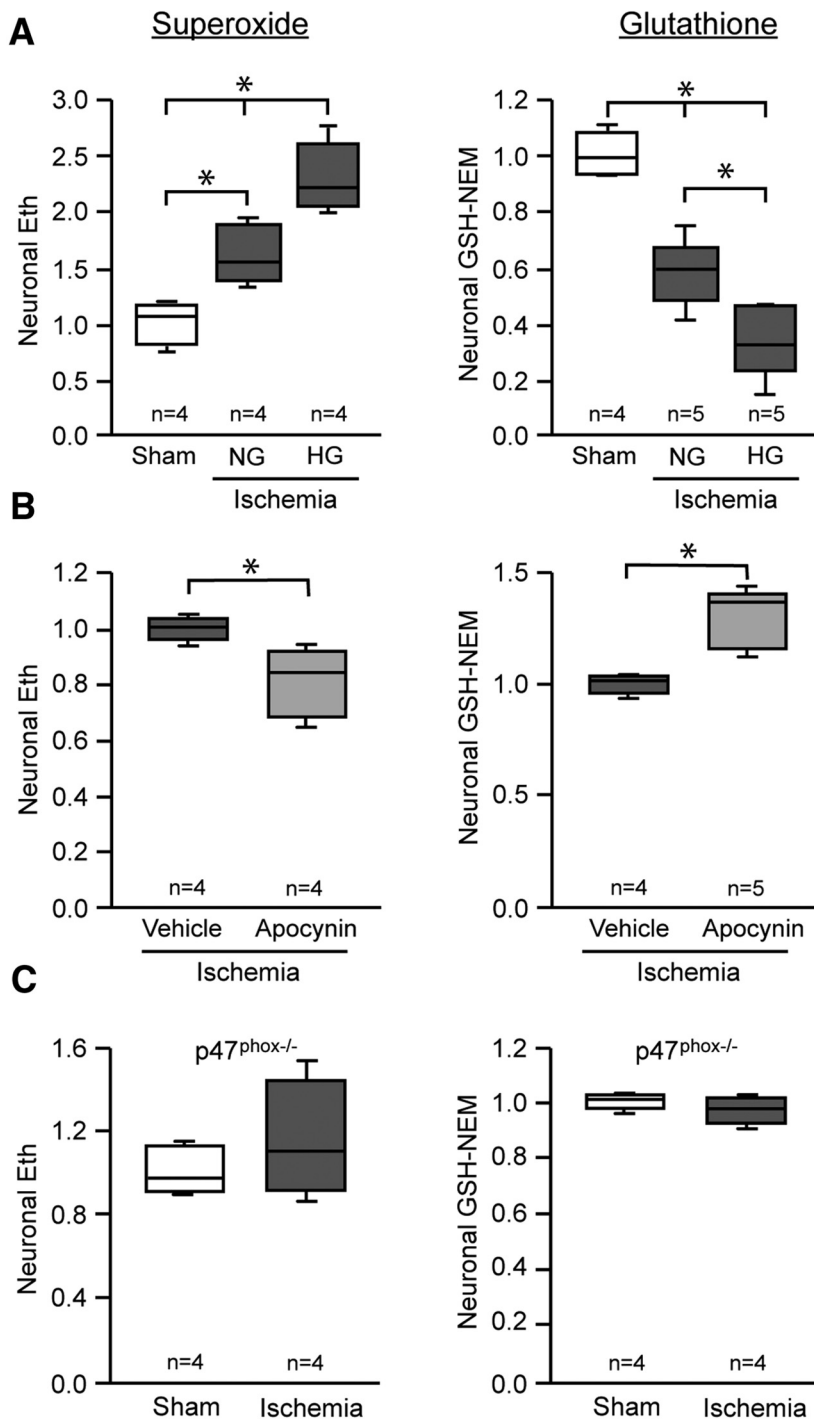 A
Superoxide
Glutathione
*
*
3.0
2.5
2.0
1.5
1.0
0.5
0.0
Neuronal Eth
n=4
n=4
n=4
Sham
NG
HG
Ischemia
*
*
1.2
1.0
0.8
0.6
0.4
0.2
0.0
Neuronal GSH-NEM
n=4
n=5
n=5
Sham
NG
HG
Ischemia
B
*
1.2
1.0
0.8
0.6
0.4
0.2
0.0
Neuronal Eth
n=4
n=4
Vehicle
Apocynin
Ischemia
*
1.5
1.0
1.5
0.0
Neuronal GSH-NEM
n=4
n=5
Vehicle
Apocynin
Ischemia
C
p47phox-/-
1.6
1.2
0.8
0.4
0.0
Neuronal Eth
n=4
n=4
Sham
Ischemia
p47phox-/-
1.2
1.0
0.8
0.6
0.4
0.2
0.0
Neuronal GSH-NEM
n=4
n=4
Sham
Ischemia